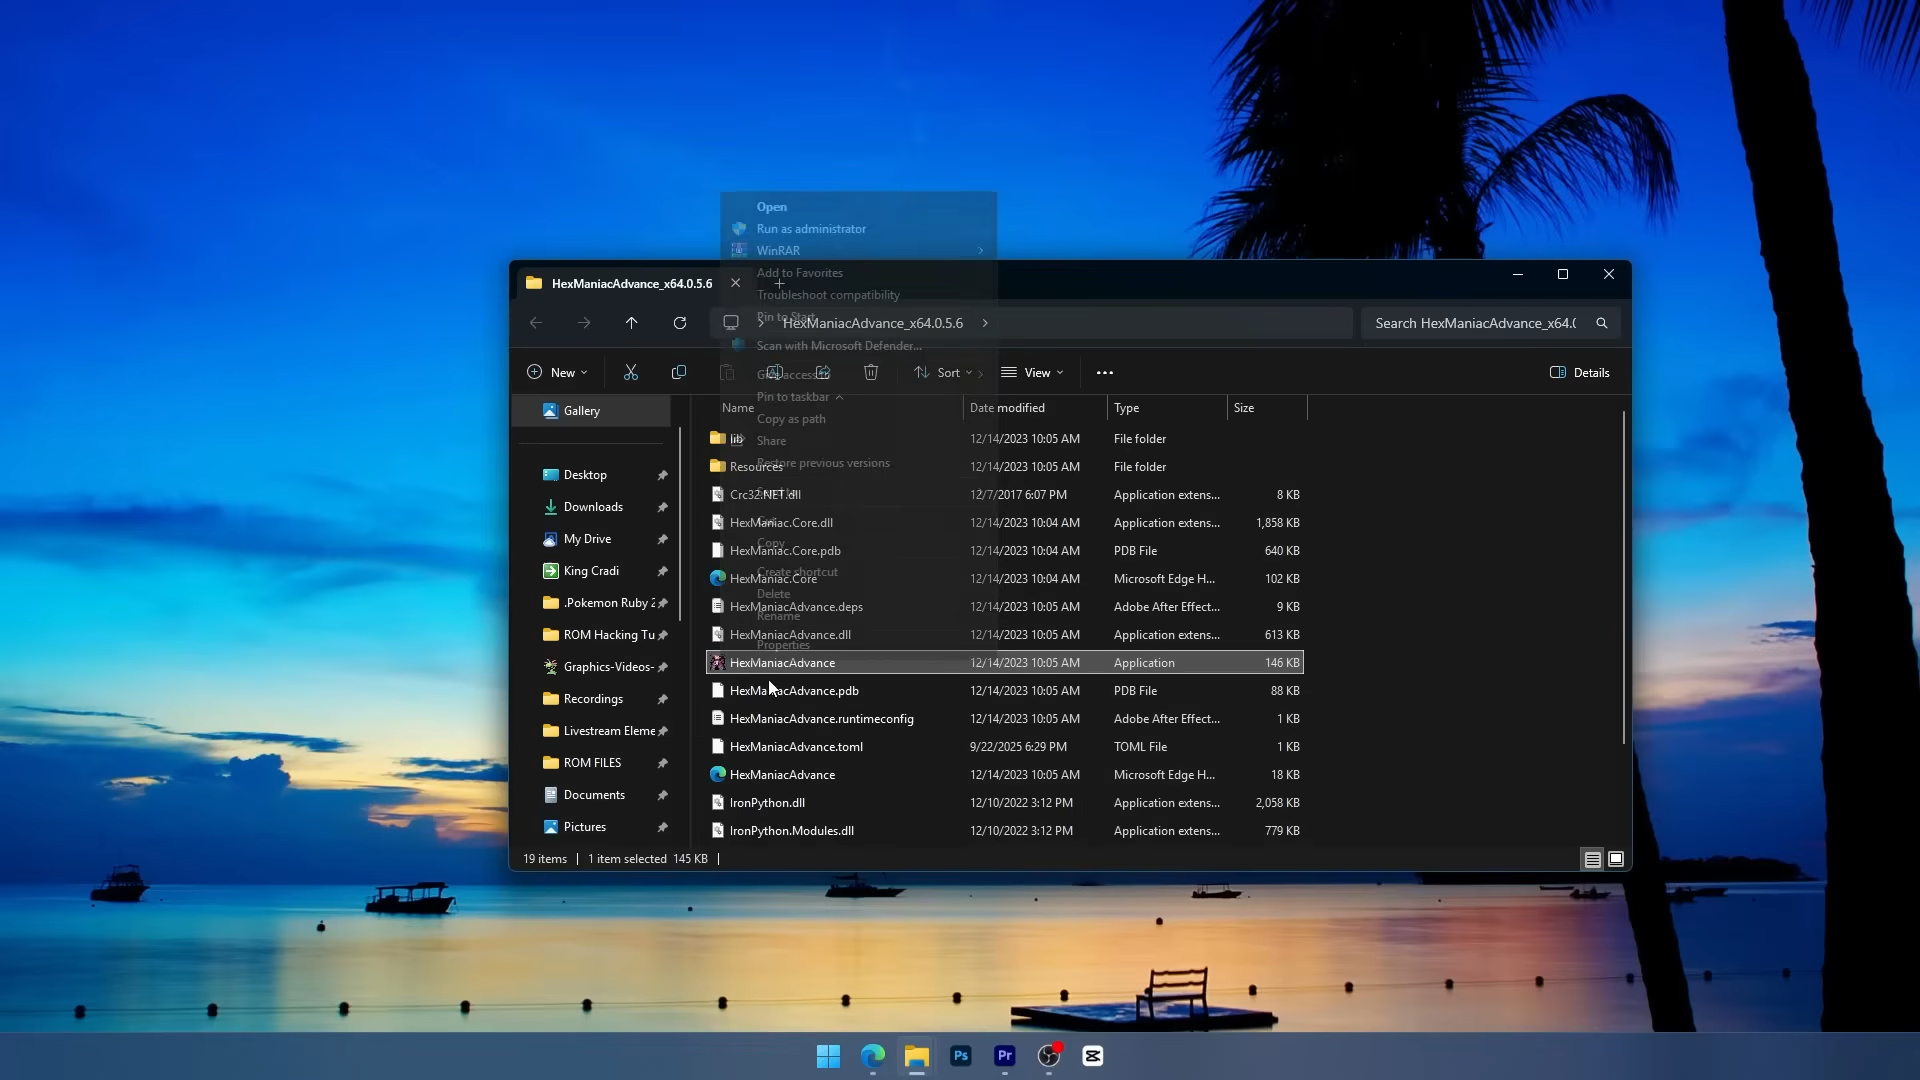 Open
Run as administrator
WinRAR
Add to Favorites
HexManiacAdvance_x64.0.5.6
Troubleshoot compatibility
Pin to Start
HexManiacAdvance_x64.0.5.6
Search HexManiacAdvance_x64.0
Scan with Microsoft Defender...
New
Give access to
Sort
View
Details
Pin to taskbar
Gallery
Name
Date modified
Type
Size
Copy as path
lib
12/14/2023 10:05 AM
File folder
Share
Restore previous versions
Resources
12/14/2023 10:05 AM
File folder
Desktop
Crc32.NET.dll
12/7/2017 6:07 PM
Application extens...
8 KB
Downloads
HexManiac.Core.dll
12/14/2023 10:04 AM
Application extens...
1,858 KB
My Drive
Copy
HexManiac.Core.pdb
12/14/2023 10:04 AM
PDB File
640 KB
King Cradi
Create shortcut
HexManiac.Core
12/14/2023 10:04 AM
Microsoft Edge H...
102 KB
Delete
.Pokemon Ruby 2
HexManiacAdvance.deps
12/14/2023 10:05 AM
Adobe After Effect...
9 KB
Rename
ROM Hacking Tu
HexManiacAdvance.dll
12/14/2023 10:05 AM
Application extens...
613 KB
Properties
Graphics-Videos-
HexManiacAdvance
12/14/2023 10:05 AM
Application
146 KB
Recordings
HexManiacAdvance.pdb
12/14/2023 10:05 AM
PDB File
88 KB
Livestream Eleme
HexManiacAdvance.runtimeconfig
12/14/2023 10:05 AM
Adobe After Effect...
1 KB
ROM FILES
HexManiacAdvance.toml
9/22/2025 6:29 PM
TOML File
1 KB
HexManiacAdvance
12/14/2023 10:05 AM
Microsoft Edge H...
18 KB
Documents
IronPython.dll
12/10/2022 3:12 PM
Application extens...
2,058 KB
Pictures
IronPython.Modules.dll
12/10/2022 3:12 PM
Application extens...
779 KB
19 items
1 item selected 145 KB
Ps
Pr